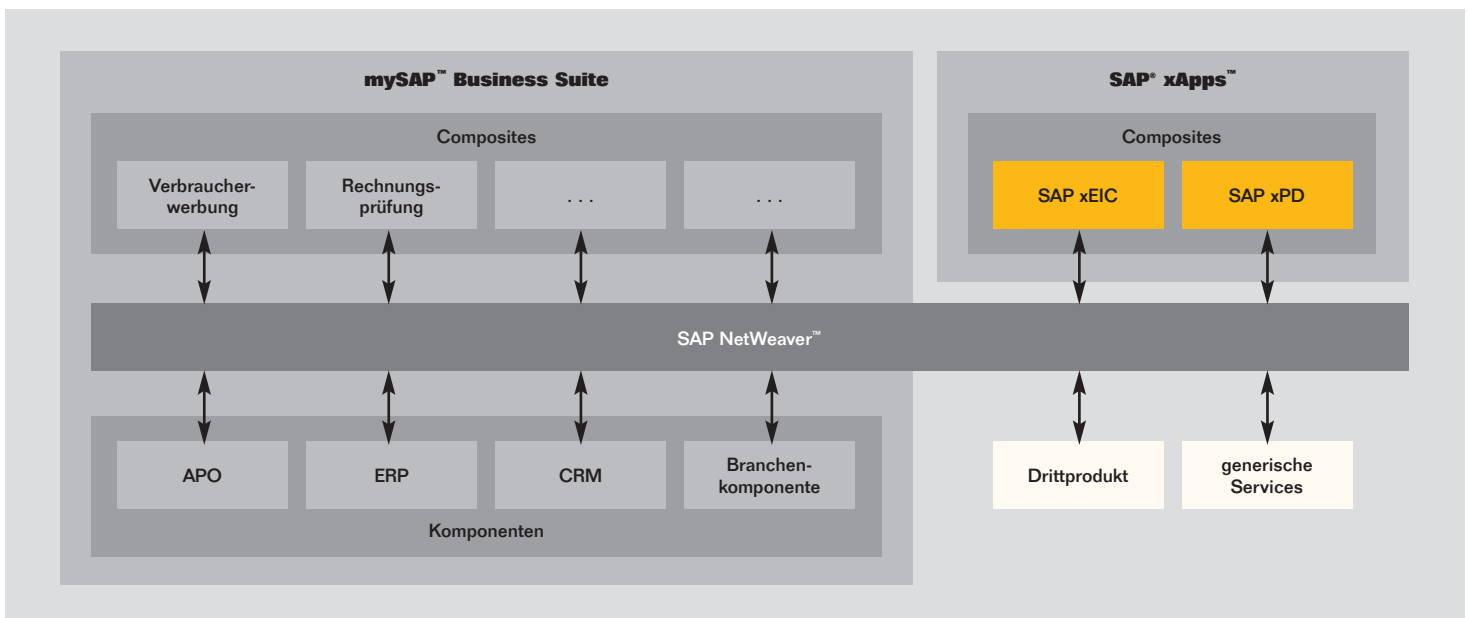 mySAP™ Business Suite
SAP® xApps™
Composites
Composites
Verbraucher-
werbung
Rechnungs-
prüfung
. . .
. . .
SAP xEIC
SAP xPD
SAP NetWeaver™
APO
ERP
CRM
Branchen-
komponente
Drittprodukt
generische
Services
Komponenten